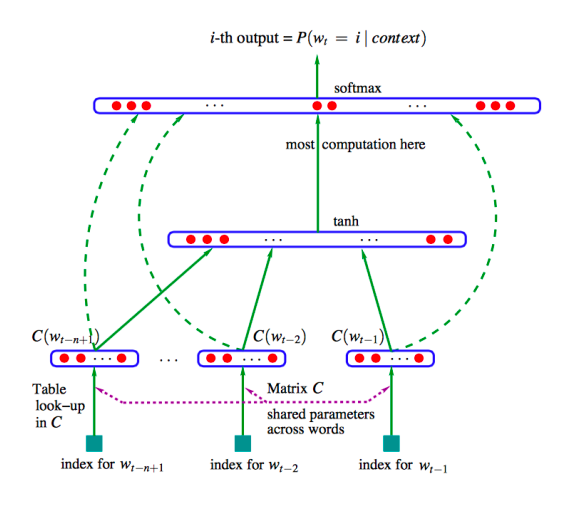 i-th output = P(w_t = i | context)
softmax
... ...
most computation here
tanh
... ...
C(w_{t−n+1}) C(w_{t−2}) C(w_{t−1})
... ... ... ...
Table Matrix C
look−up shared parameters
in C across words
index for w_{t−n+1} index for w_{t−2} index for w_{t−1}